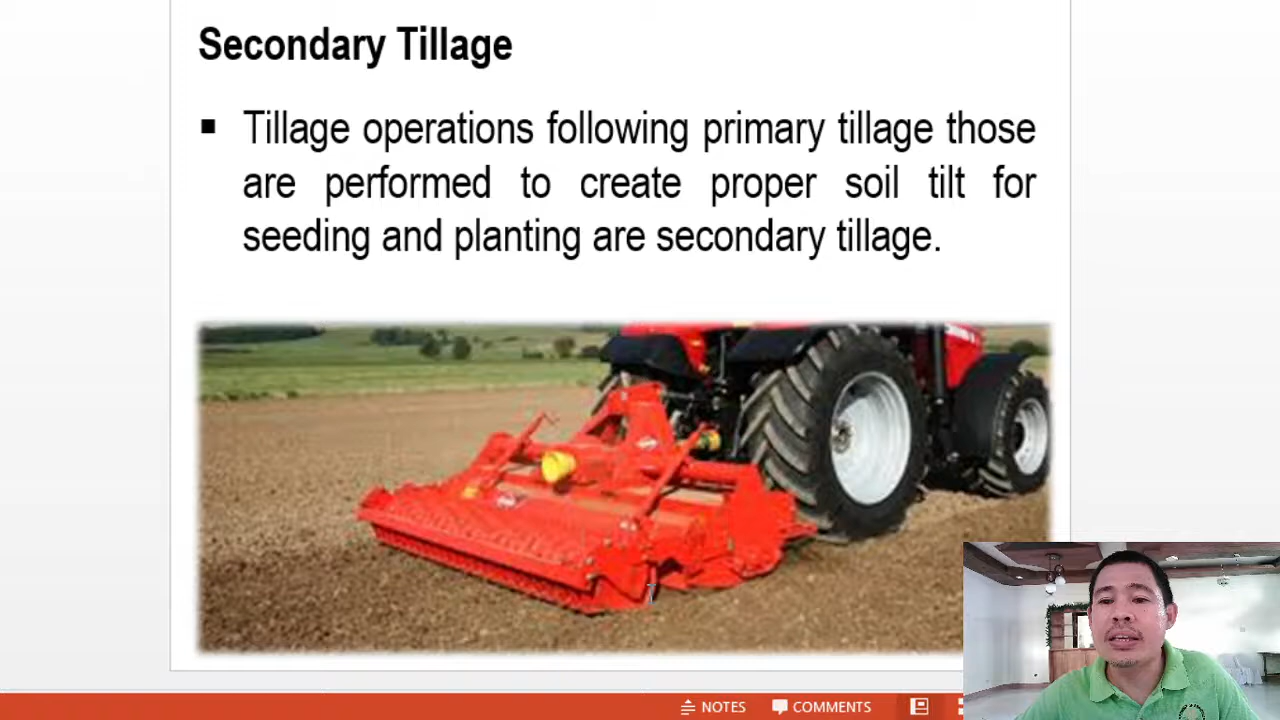 Secondary Tillage
▪ Tillage operations following primary tillage those
are performed to create proper soil tilt for
seeding and planting are secondary tillage.
NOTES COMMENTS